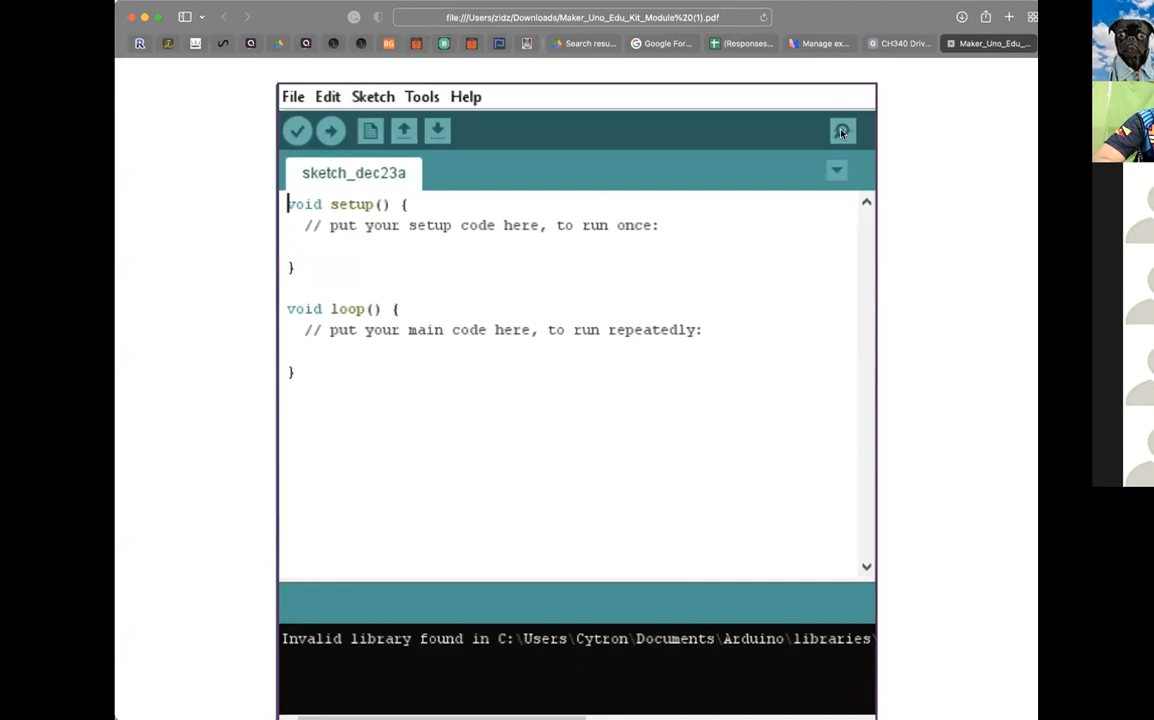 file:///Users/zidz/Downloads/Maker_Uno_Edu_Kit_Module%20(1).pdf
BG
Search resu...
Google For...
(Responses...
Manage ex...
CH340 Driv...
Maker_Uno_Edu_...
File Edit Sketch Tools Help
sketch_dec23a
void setup() {
// put your setup code here, to run once:
}
void loop() {
// put your main code here, to run repeatedly:
}
Invalid library found in C:\Users\Cytron\Documents\Arduino\libraries\